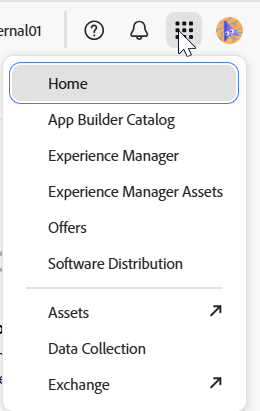 ernal01
Home
App Builder Catalog
Experience Manager
Experience Manager Assets
Offers
Software Distribution
Assets
Data Collection
Exchange